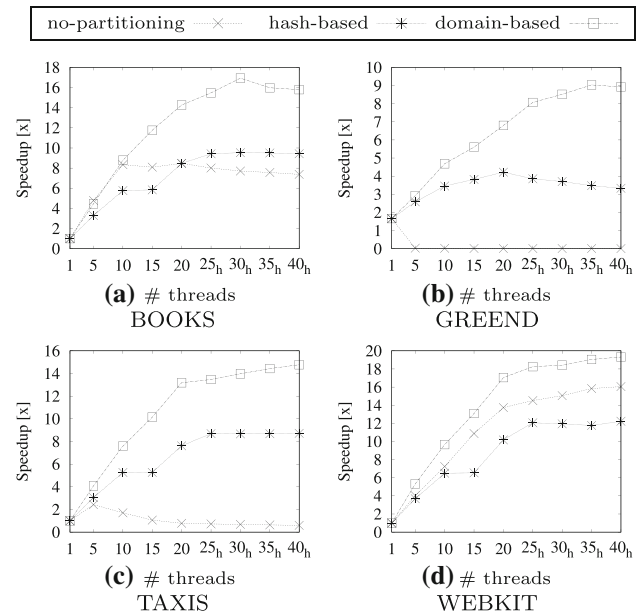 no-partitioning hash-based domain-based
18
16
14
12
10
8
6
4
2
0
Speedup [x]
1 5 10 15 20 25h 30h 35h 40h
(a) # threads
BOOKS
10
9
8
7
6
5
4
3
2
1
0
Speedup [x]
1 5 10 15 20 25h 30h 35h 40h
(b) # threads
GREEND
16
14
12
10
8
6
4
2
0
Speedup [x]
1 5 10 15 20 25h 30h 35h 40h
(c) # threads
TAXIS
20
18
16
14
12
10
8
6
4
2
0
Speedup [x]
1 5 10 15 20 25h 30h 35h 40h
(d) # threads
WEBKIT